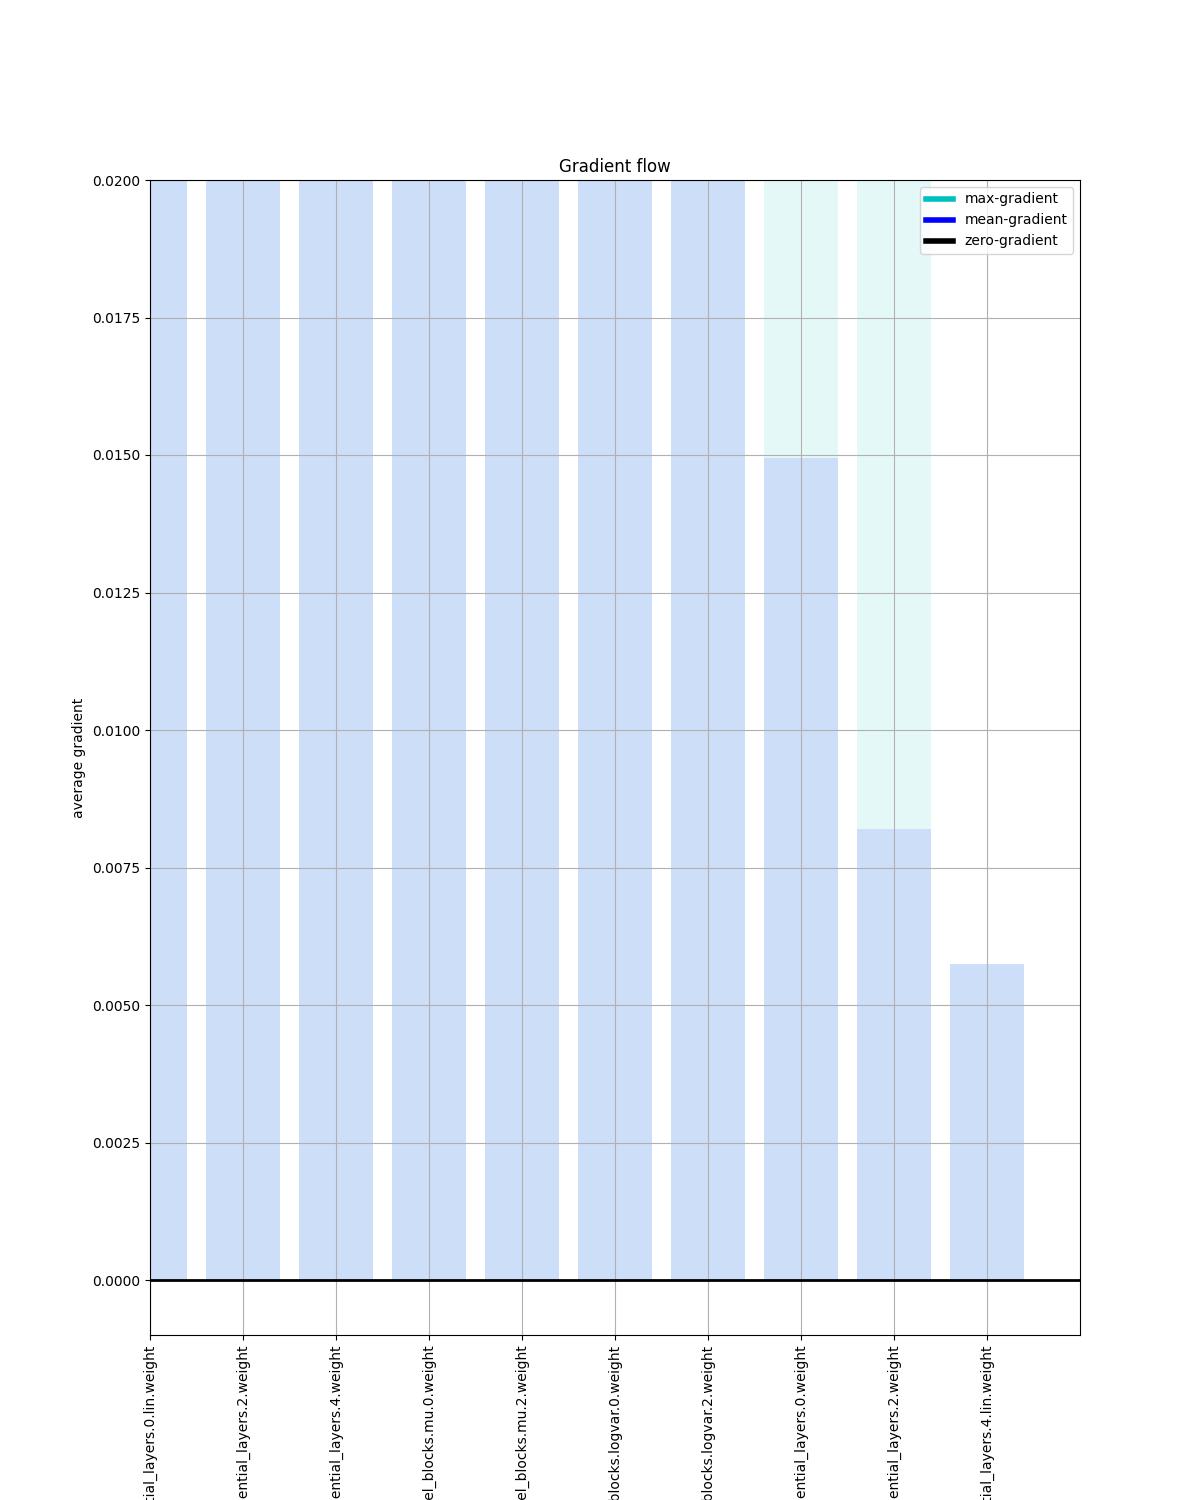 Gradient flow
0.0200
0.0175
0.0150
0.0125
0.0100
0.0075
0.0050
0.0025
0.0000
average gradient
max-gradient
mean-gradient
zero-gradient
tial_layers.0.lin.weight
ential_layers.2.weight
ential_layers.4.weight
el_blocks.mu.0.weight
el_blocks.mu.2.weight
blocks.logvar.0.weight
blocks.logvar.2.weight
ential_layers.0.weight
ential_layers.2.weight
tial_layers.4.lin.weight